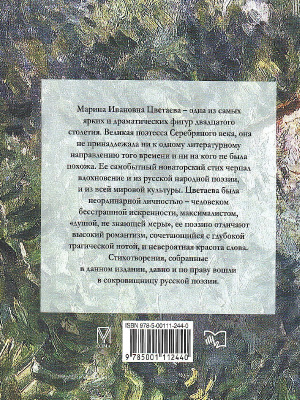 Марина Ивановна Цветаева – одна из самых
ярких и драматических фигур двадцатого
столетия. Великая поэтесса Серебряного века, она
не принадлежала ни к одному литературному
направлению того времени и ни на кого не была
похожа. Ее самобытный новаторский стих черпал
вдохновение и из русской народной поэзии,
и из всей мировой культуры. Цветаева была
неординарной личностью – человеком
бесстрашной искренности, максималистом,
«душой, не знающей меры», ее поэзию отличают
высокий романтизм, сочетающийся с глубокой
трагической нотой, и невероятная красота слова.
Стихотворения, собранные
в данном издании, давно и по праву вошли
в сокровищницу русской поэзии.
ISBN 978-5-00111-244-0
9 785001 112440